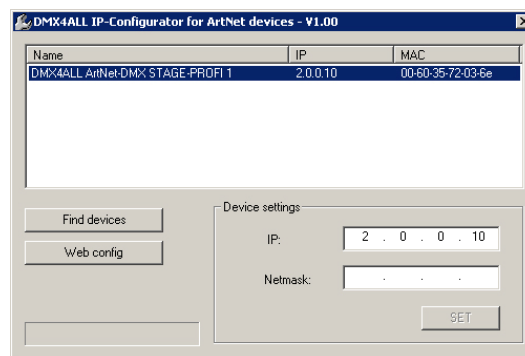 DMX4ALL IP-Configurator for ArtNet devices - V1.00
Name IP MAC
DMX4ALL ArtNet-DMX STAGE-PROFI 1 2.0.0.10 00-60-35-72-03-6e
Find devices
Web config
Device settings
IP: 2 . 0 . 0 . 10
Netmask: . . .
SET